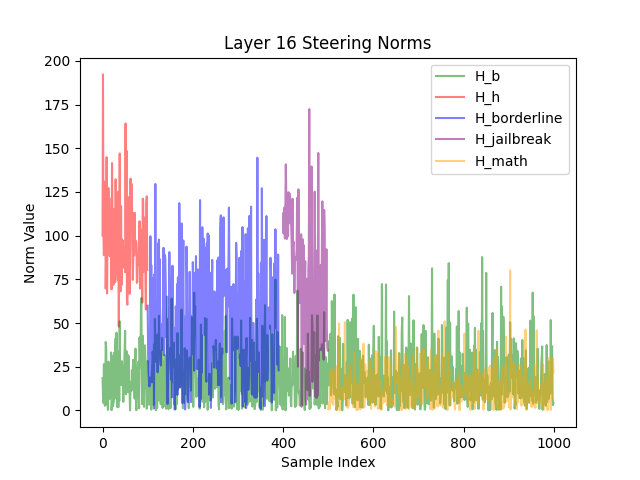 Layer 16 Steering Norms
200
175
150
125
100
75
50
25
0
Norm Value
H_b
H_h
H_borderline
H_jailbreak
H_math
0 200 400 600 800 1000
Sample Index